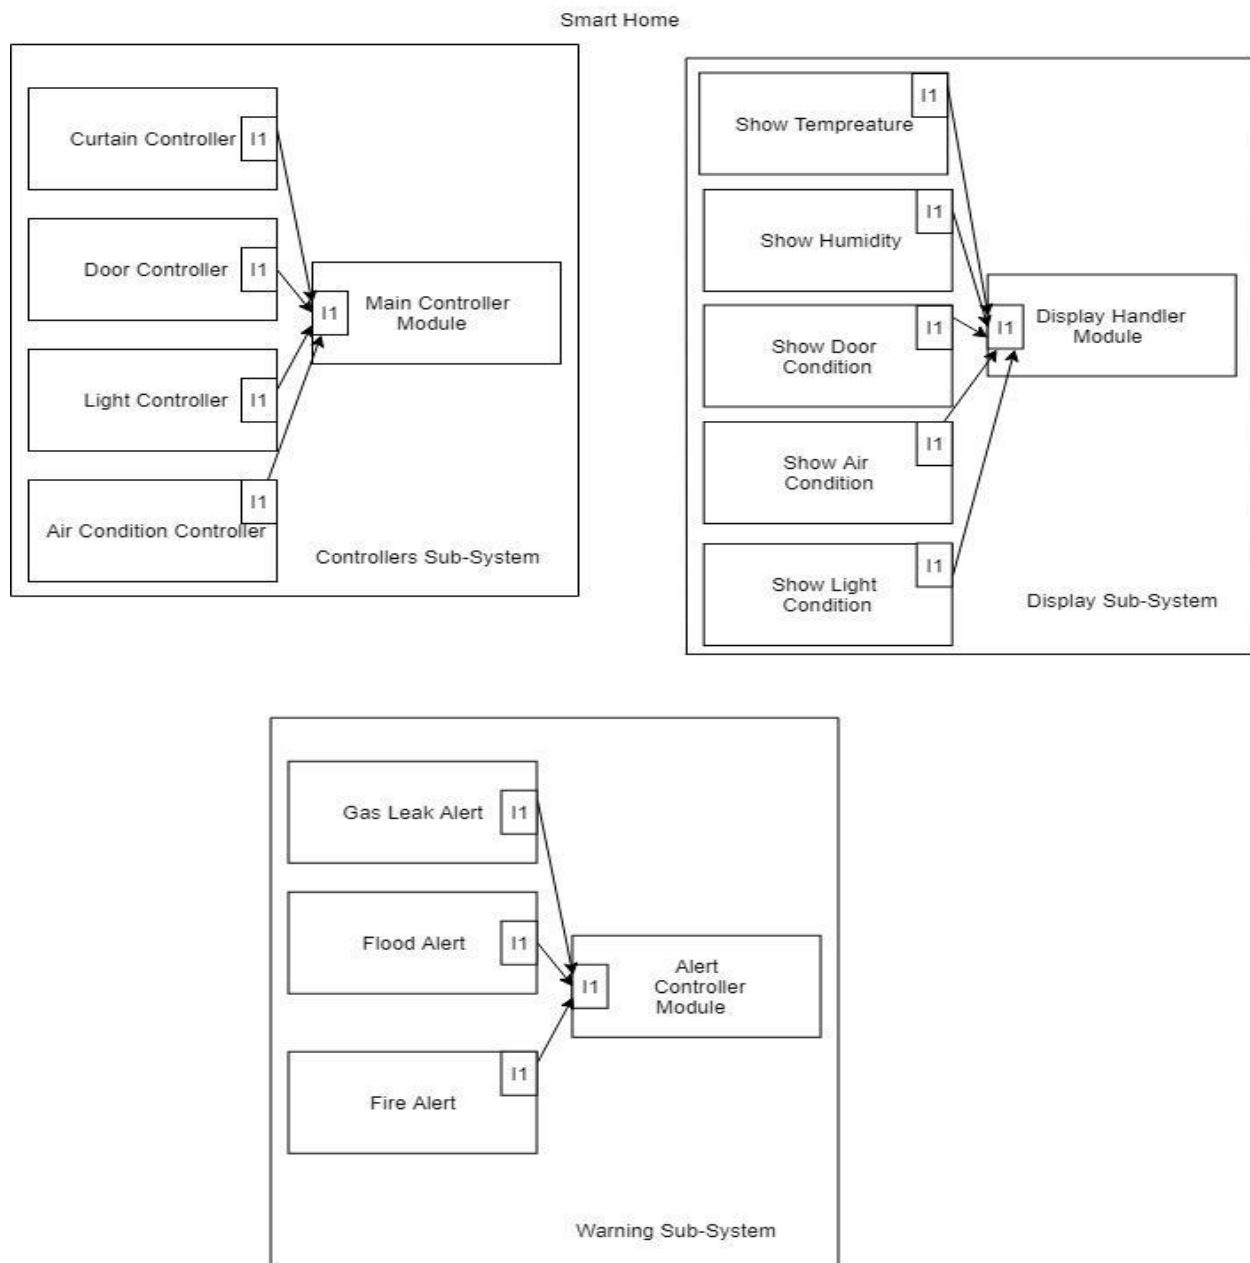 Smart Home
Curtain Controller
I1
Door Controller
I1
Light Controller
I1
Air Condition Controller
I1
I1
Main Controller
Module
Controllers Sub-System
Show Tempreature
I1
Show Humidity
I1
Show Door
Condition
I1
Show Air
Condition
I1
Show Light
Condition
I1
I1
Display Handler
Module
Display Sub-System
Gas Leak Alert
I1
Flood Alert
I1
Fire Alert
I1
I1
Alert
Controller
Module
Warning Sub-System